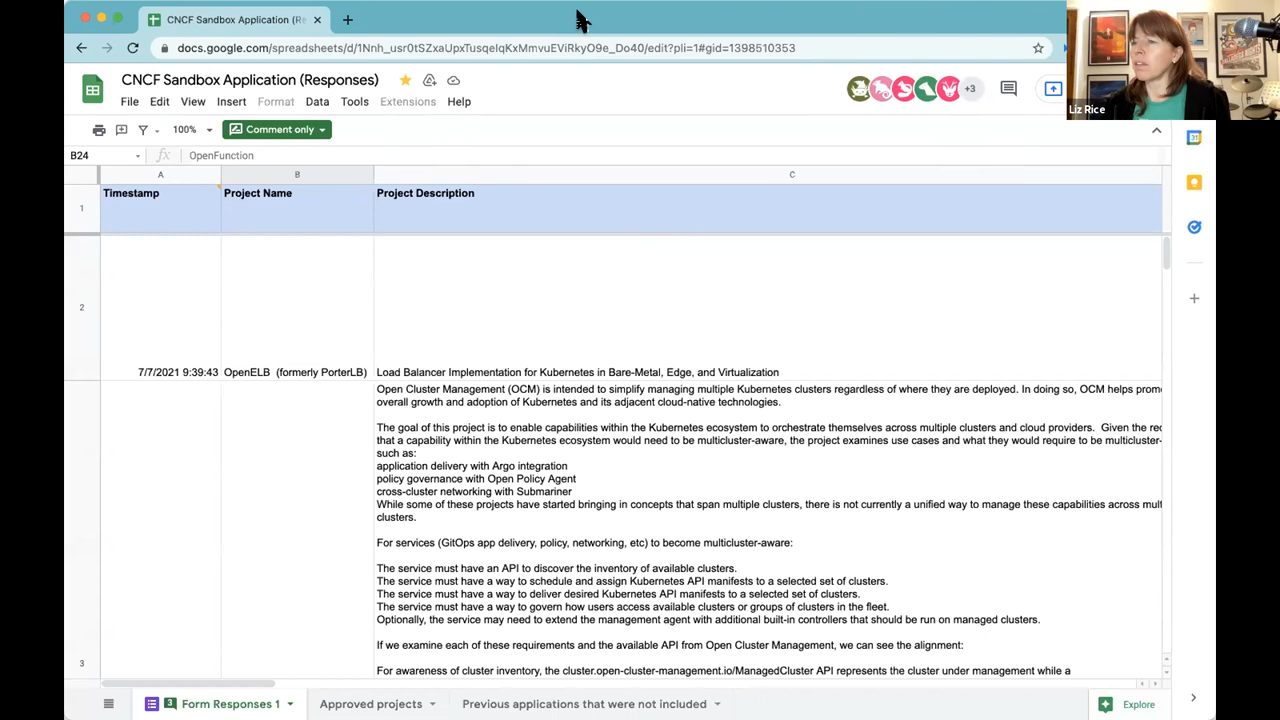 CNCF Sandbox Application (Re
docs.google.com/spreadsheets/d/1Nnh_usr0tSZxaUpxTusqeIqKxMmvuEViRkyO9e_Do40/edit?pli=1#gid=1398510353
Liz Rice
CNCF Sandbox Application (Responses)
+3
File Edit View Insert Format Data Tools Extensions Help
100% Comment only
B24 fx OpenFunction
A B C
1 Timestamp Project Name Project Description
2 7/7/2021 9:39:43 OpenELB (formerly PorterLB) Load Balancer Implementation for Kubernetes in Bare-Metal, Edge, and Virtualization
Open Cluster Management (OCM) is intended to simplify managing multiple Kubernetes clusters regardless of where they are deployed. In doing so, OCM helps prom
overall growth and adoption of Kubernetes and its adjacent cloud-native technologies.
The goal of this project is to enable capabilities within the Kubernetes ecosystem to orchestrate themselves across multiple clusters and cloud providers. Given the rec
that a capability within the Kubernetes ecosystem would need to be multicluster-aware, the project examines use cases and what they would require to be multicluster-
such as:
application delivery with Argo integration
policy governance with Open Policy Agent
cross-cluster networking with Submariner
While some of these projects have started bringing in concepts that span multiple clusters, there is not currently a unified way to manage these capabilities across mult
clusters.
For services (GitOps app delivery, policy, networking, etc) to become multicluster-aware:
The service must have an API to discover the inventory of available clusters.
The service must have a way to schedule and assign Kubernetes API manifests to a selected set of clusters.
The service must have a way to deliver desired Kubernetes API manifests to a selected set of clusters.
The service must have a way to govern how users access available clusters or groups of clusters in the fleet.
Optionally, the service may need to extend the management agent with additional built-in controllers that should be run on managed clusters.
If we examine each of these requirements and the available API from Open Cluster Management, we can see the alignment:
3 For awareness of cluster inventory, the cluster.open-cluster-management.io/ManagedCluster API represents the cluster under management while a
3 Form Responses 1 Approved projects Previous applications that were not included Explore